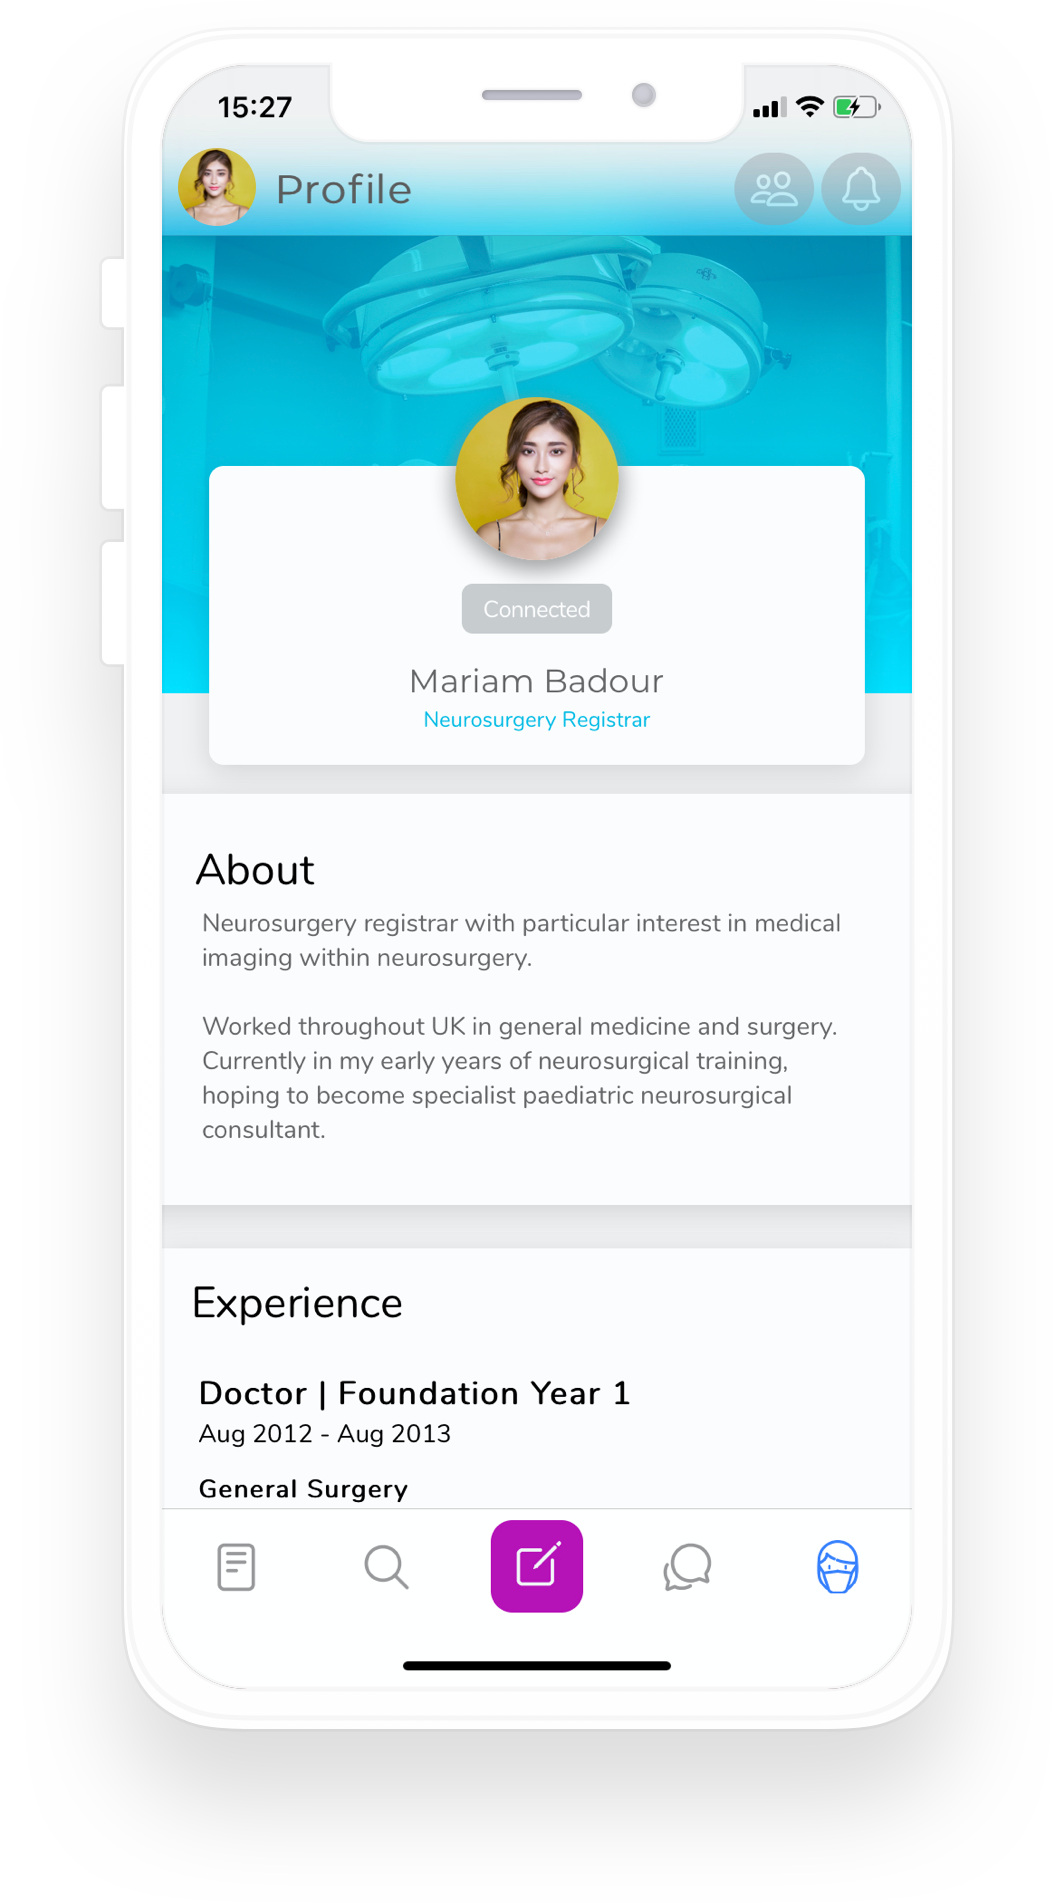 15:27
Profile
Connected
Mariam Badour
Neurosurgery Registrar
About
Neurosurgery registrar with particular interest in medical
imaging within neurosurgery.
Worked throughout UK in general medicine and surgery.
Currently in my early years of neurosurgical training,
hoping to become specialist paediatric neurosurgical
consultant.
Experience
Doctor | Foundation Year 1
Aug 2012 - Aug 2013
General Surgery